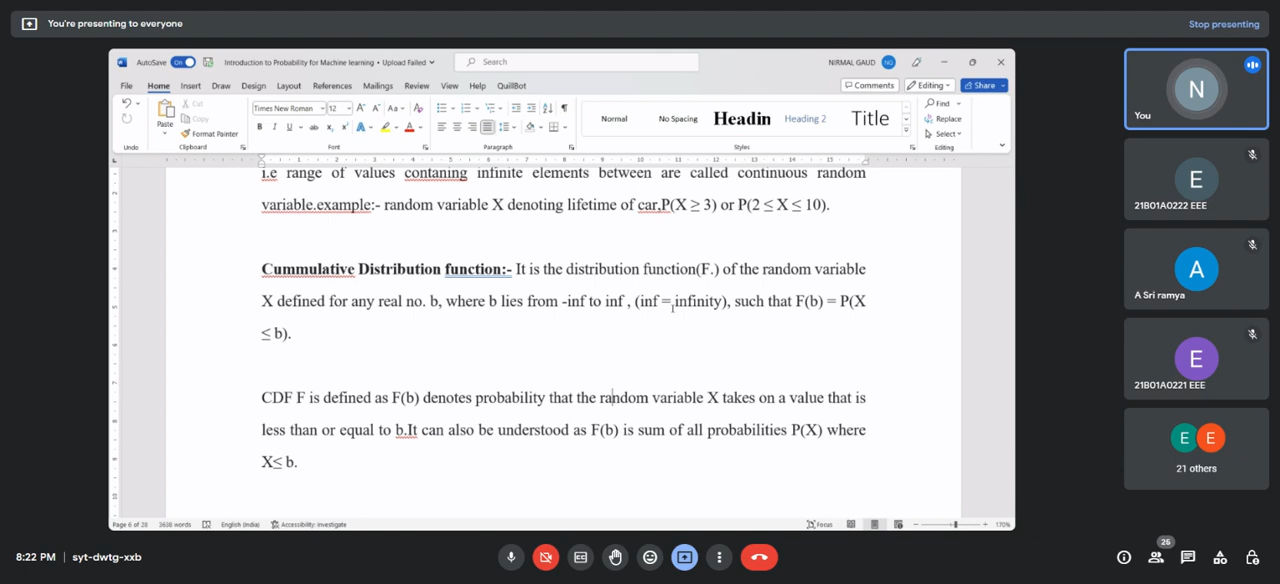 You're presenting to everyone
Stop presenting
AutoSave On Introduction to Probability for Machine learning • Upload Failed
Search
NIRMAL GAUD NG
File Home Insert Draw Design Layout References Mailings Review View Help QuillBot
Comments Editing Share
Paste
Cut
Copy
Format Painter
Times New Roman 12
Normal No Spacing Headin Heading 2 Title
Find
Replace
Select
Undo Clipboard Font Paragraph Styles Editing
i.e range of values contaning infinite elements between are called continuous random
variable.example:- random variable X denoting lifetime of car,P(X ≥ 3) or P(2 ≤ X ≤ 10).
Cummulative Distribution function:- It is the distribution function(F.) of the random variable
X defined for any real no. b, where b lies from -inf to inf , (inf = infinity), such that F(b) = P(X
≤ b).
CDF F is defined as F(b) denotes probability that the random variable X takes on a value that is
less than or equal to b.It can also be understood as F(b) is sum of all probabilities P(X) where
X≤ b.
Page 6 of 28 3638 words English (India) Accessibility: Investigate
Focus 170%
N
You
E
21B01A0222 EEE
A
A Sri ramya
E
21B01A0221 EEE
E E
21 others
8:22 PM | syt-dwtg-xxb
25